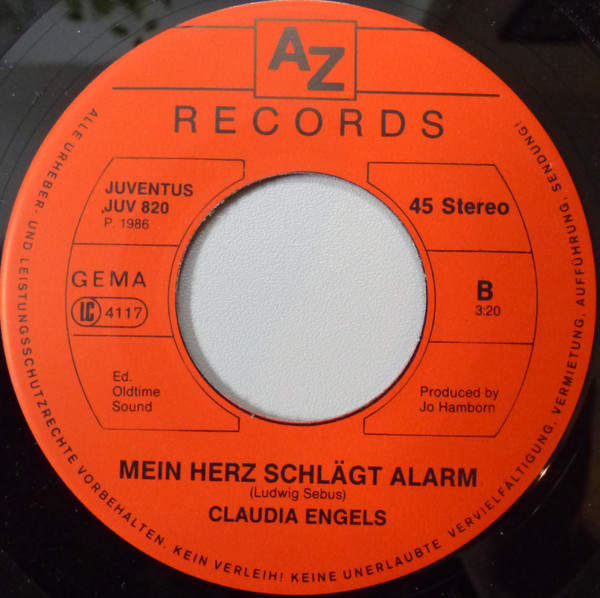 AZ
RECORDS
JUVENTUS
JUV 820
P. 1986
45 Stereo
GEMA
LC 4117
B
3:20
Ed.
Oldtime
Sound
Produced by
Jo Hamborn
MEIN HERZ SCHLÄGT ALARM
(Ludwig Sebus)
CLAUDIA ENGELS
ALLE URHEBER- UND LEISTUNGSSCHUTZRECHTE VORBEHALTEN. KEIN VERLEIH! KEINE UNERLAUBTE VERVIELFÄLTIGUNG, VERMIETUNG, AUFFÜHRUNG, SENDUNG!